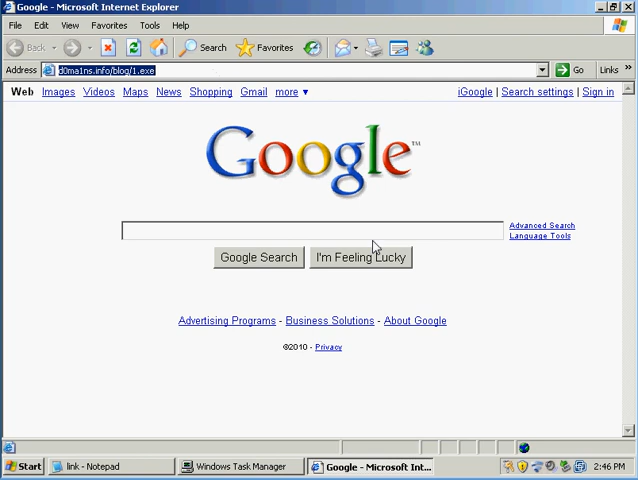 Google - Microsoft Internet Explorer
File Edit View Favorites Tools Help
Back Search Favorites
Address d0ma1ns.info/blog/1.exe Go Links »
Web Images Videos Maps News Shopping Gmail more ▼ iGoogle | Search settings | Sign in
Google™
Advanced Search
Language Tools
Google Search I'm Feeling Lucky
Advertising Programs - Business Solutions - About Google
©2010 - Privacy
Start link - Notepad Windows Task Manager Google - Microsoft Int... 2:46 PM